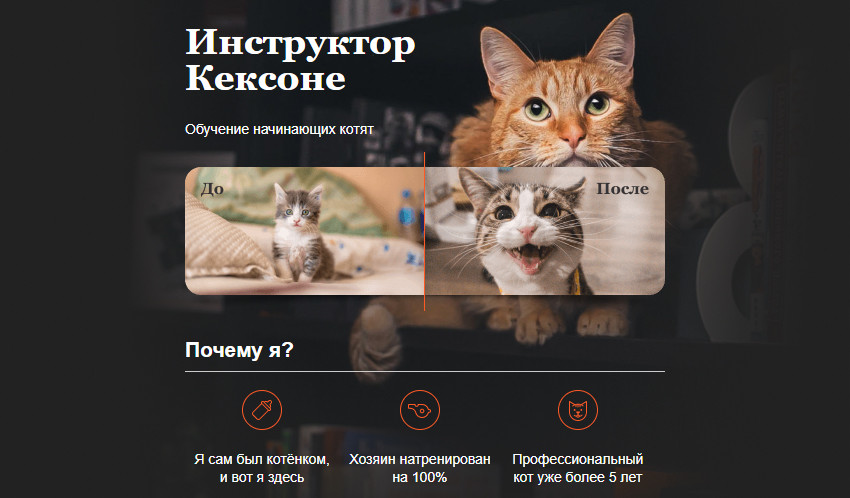 Инструктор
Кексоне
Обучение начинающих котят
До
После
Почему я?
Я сам был котёнком,
и вот я здесь
Хозяин натренирован
на 100%
Профессиональный
кот уже более 5 лет